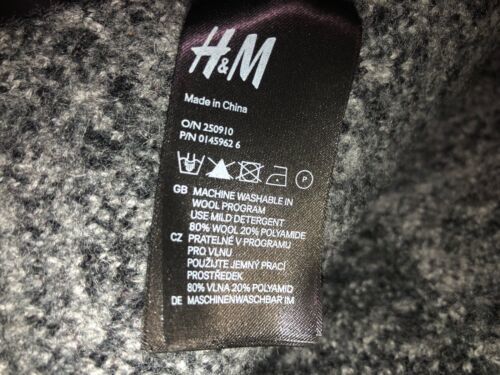 H&M
Made in China
O/N 250910
P/N 0145962 6
P
GB MACHINE WASHABLE IN
WOOL PROGRAM
USE MILD DETERGENT
80% WOOL 20% POLYAMIDE
CZ PRATELNÉ V PROGRAMU
PRO VLNU
POUŽIJTE JEMNÝ PRACÍ
PROSTŘEDEK
80% VLNA 20% POLYAMID
DE MASCHINENWASCHBAR IM